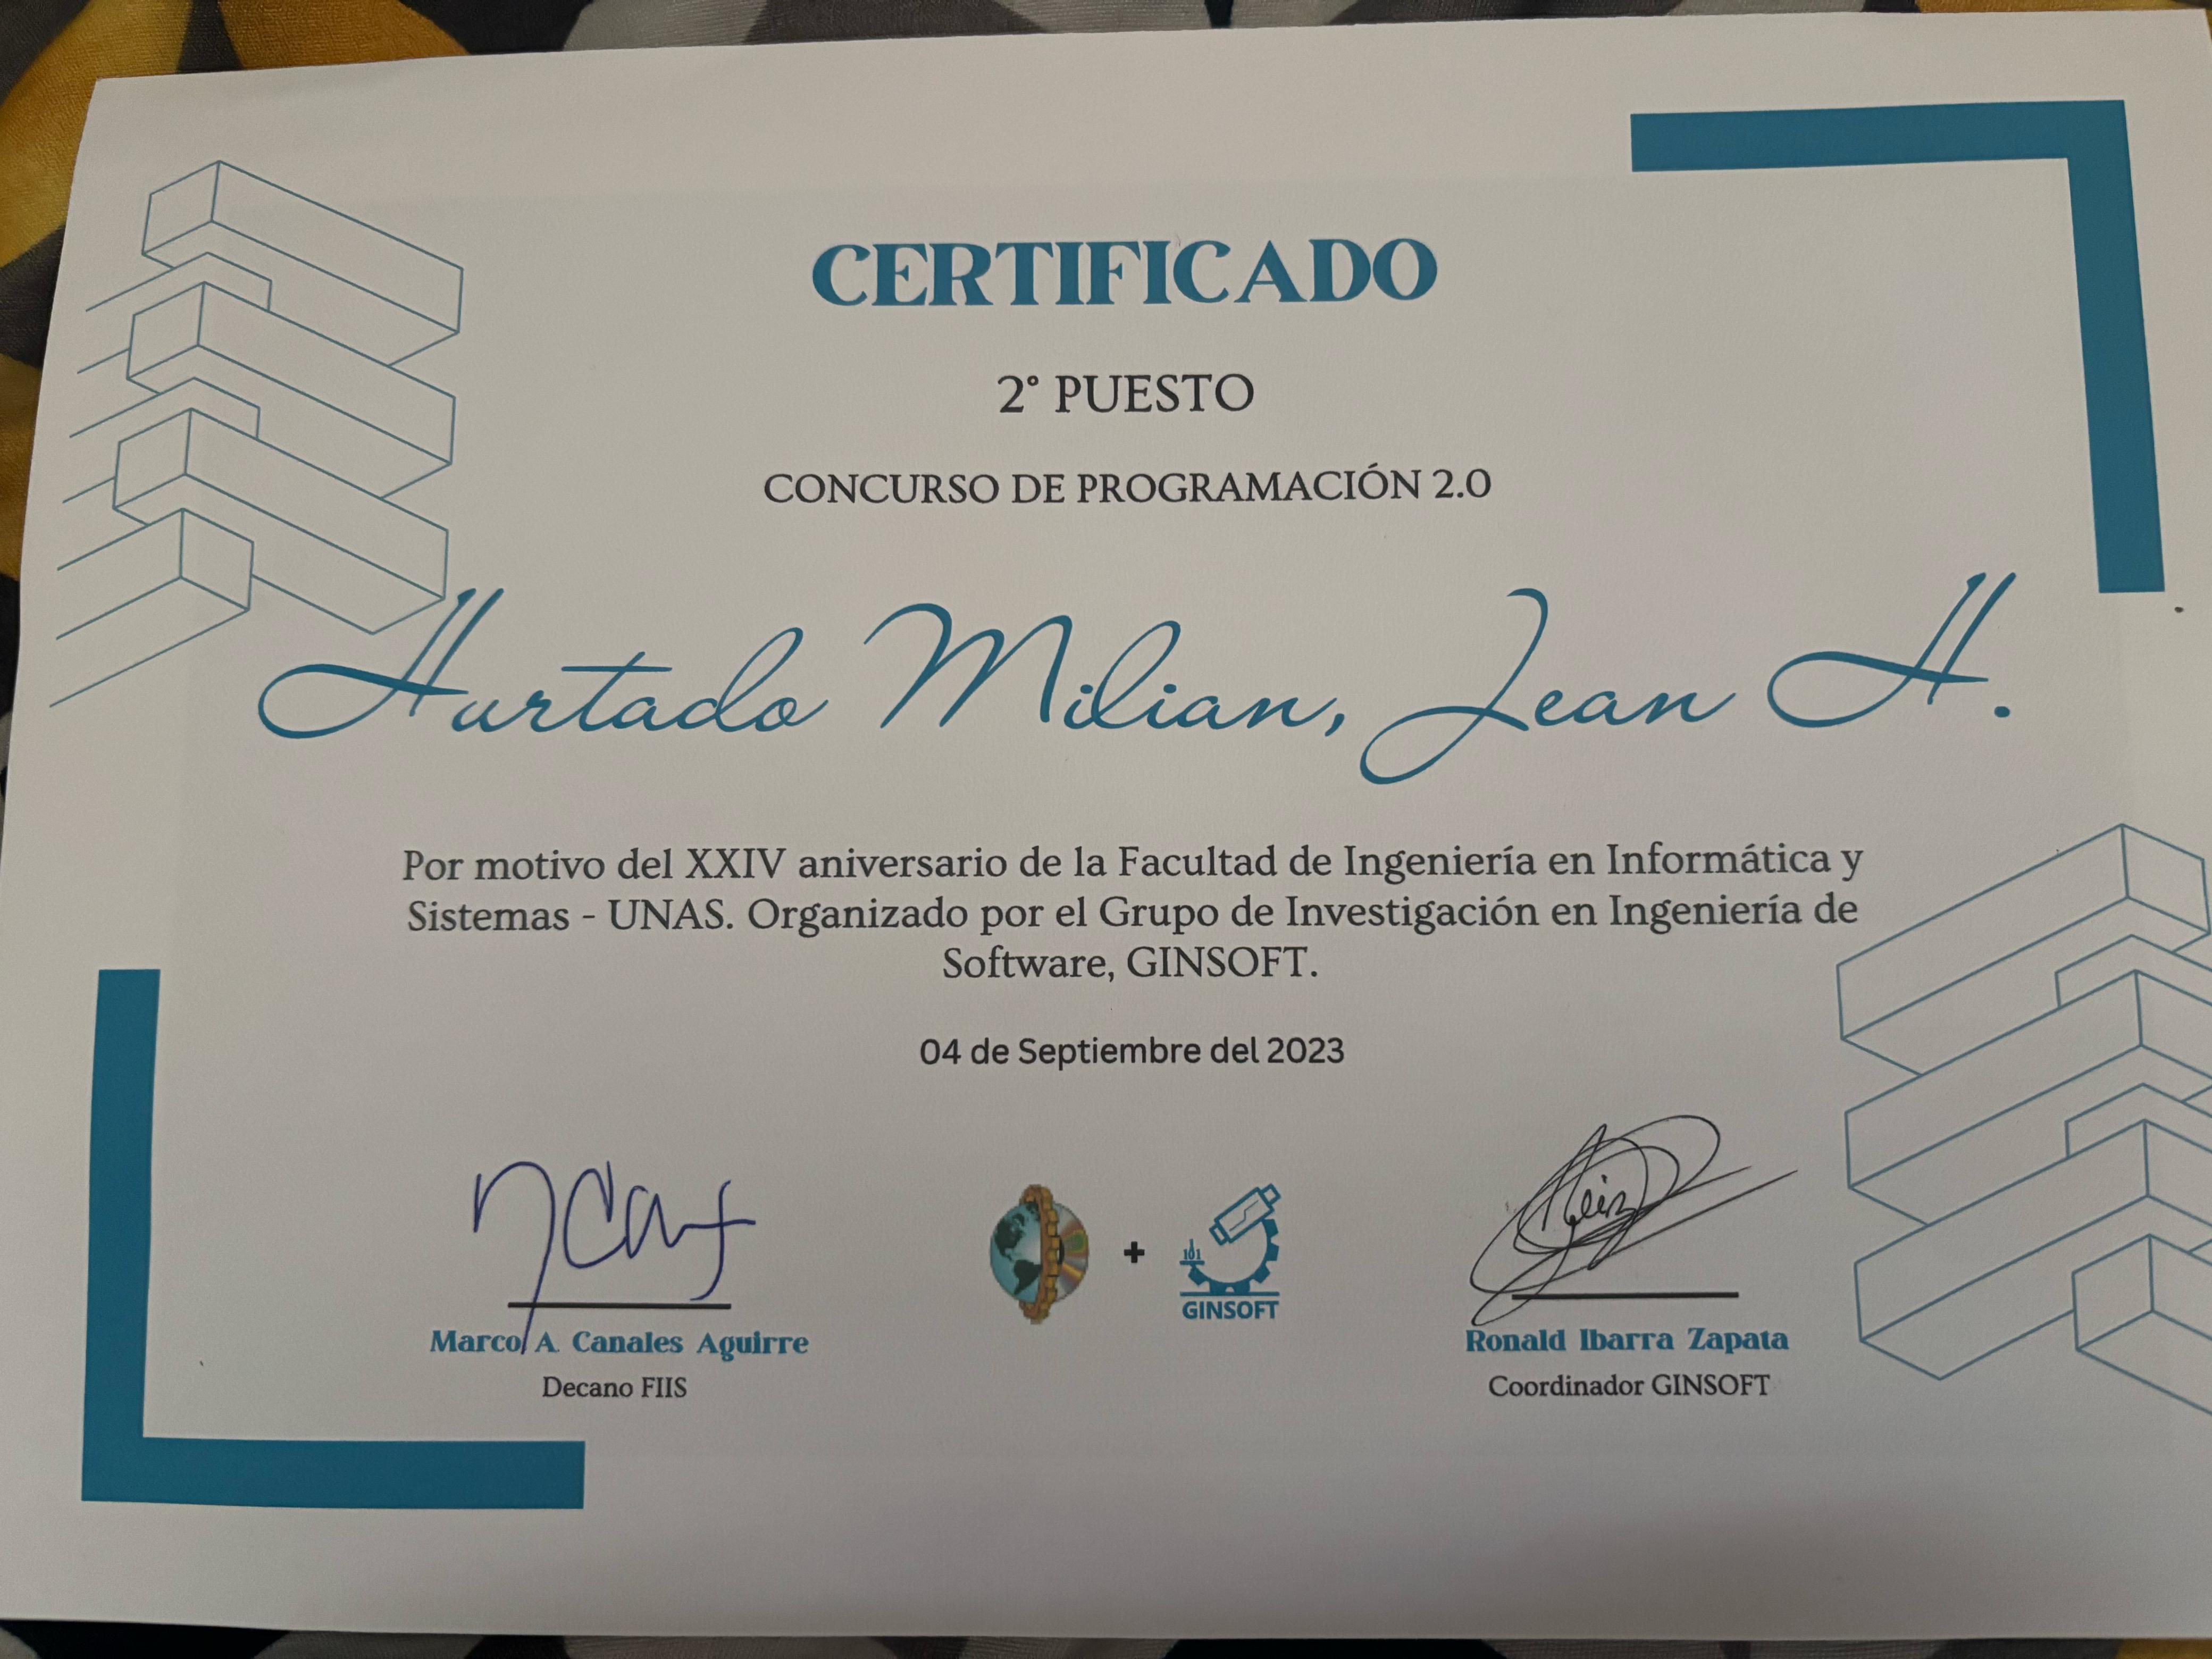 CERTIFICADO
2° PUESTO
CONCURSO DE PROGRAMACIÓN 2.0
Hurtado Milian, Jean H.
Por motivo del XXIV aniversario de la Facultad de Ingeniería en Informática y
Sistemas - UNAS. Organizado por el Grupo de Investigación en Ingeniería de
Software, GINSOFT.
04 de Septiembre del 2023
+
101
GINSOFT
Marco A. Canales Aguirre
Decano FIIS
Ronald Ibarra Zapata
Coordinador GINSOFT